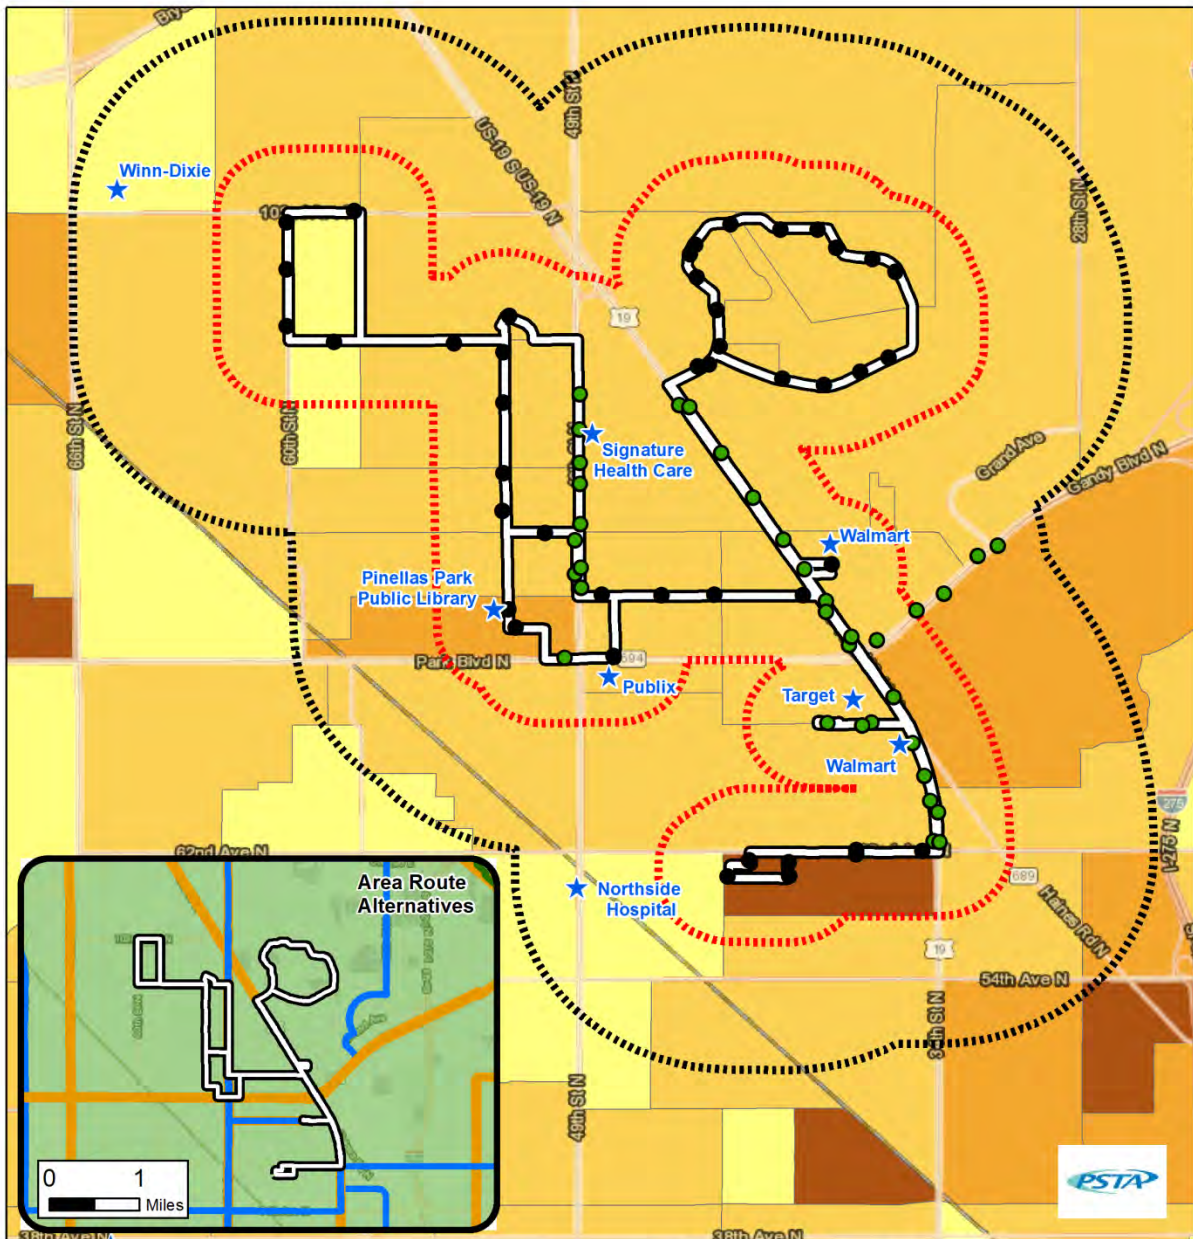 49th St N
US-19 S
US-19 N
28th St N
Winn-Dixie
19
66th St N
60th St N
Signature
Health Care
Grand Ave
Gandy Blvd N
Walmart
Pinellas Park
Public Library
Park Blvd N
694
Publix
Target
Walmart
I-275 N
275
62nd Ave N
Area Route
Alternatives
Northside
Hospital
689
Haines Rd N
19
54th Ave N
34th St N
49th St N
0 1
Miles
PSTA
38th Ave N
38th Ave N